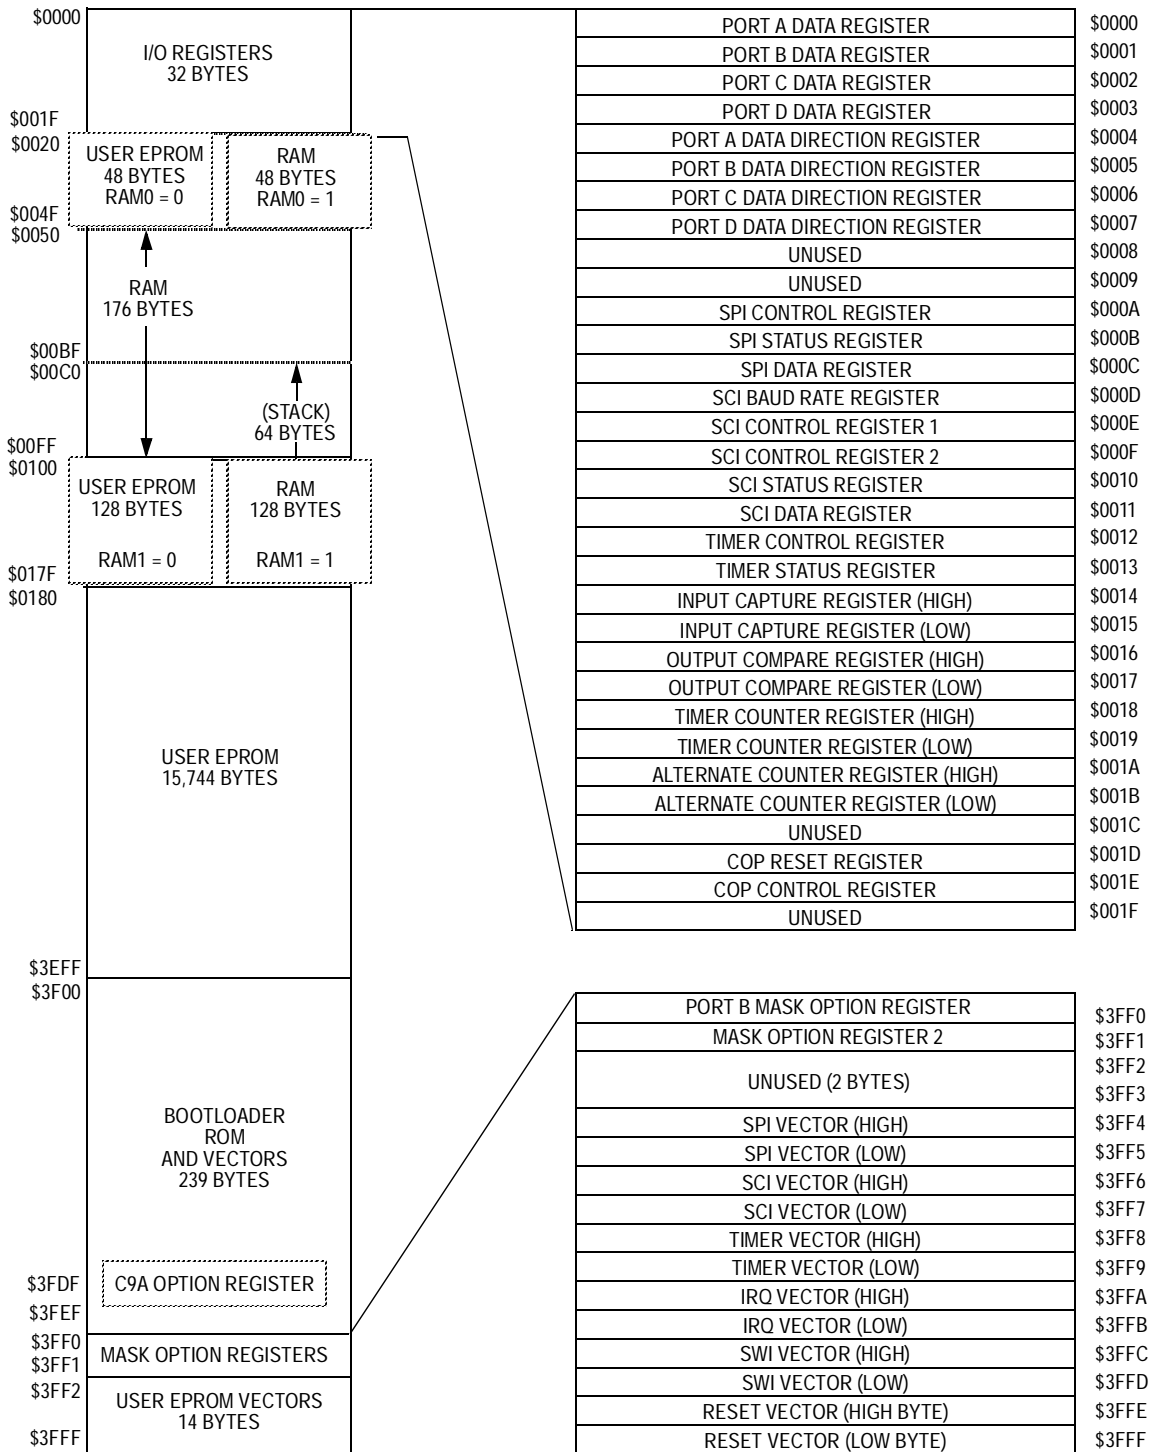 $0000
I/O REGISTERS
32 BYTES
$001F
$0020
USER EPROM
48 BYTES
RAM0 = 0
RAM
48 BYTES
RAM0 = 1
$004F
$0050
RAM
176 BYTES
$00BF
$00C0
(STACK)
64 BYTES
$00FF
$0100
USER EPROM
128 BYTES
RAM1 = 0
RAM
128 BYTES
RAM1 = 1
$017F
$0180
USER EPROM
15,744 BYTES
$3EFF
$3F00
BOOTLOADER
ROM
AND VECTORS
239 BYTES
$3FDF
C9A OPTION REGISTER
$3FEF
$3FF0
$3FF1
MASK OPTION REGISTERS
$3FF2
USER EPROM VECTORS
14 BYTES
$3FFF
PORT A DATA REGISTER $0000
PORT B DATA REGISTER $0001
PORT C DATA REGISTER $0002
PORT D DATA REGISTER $0003
PORT A DATA DIRECTION REGISTER $0004
PORT B DATA DIRECTION REGISTER $0005
PORT C DATA DIRECTION REGISTER $0006
PORT D DATA DIRECTION REGISTER $0007
UNUSED $0008
UNUSED $0009
SPI CONTROL REGISTER $000A
SPI STATUS REGISTER $000B
SPI DATA REGISTER $000C
SCI BAUD RATE REGISTER $000D
SCI CONTROL REGISTER 1 $000E
SCI CONTROL REGISTER 2 $000F
SCI STATUS REGISTER $0010
SCI DATA REGISTER $0011
TIMER CONTROL REGISTER $0012
TIMER STATUS REGISTER $0013
INPUT CAPTURE REGISTER (HIGH) $0014
INPUT CAPTURE REGISTER (LOW) $0015
OUTPUT COMPARE REGISTER (HIGH) $0016
OUTPUT COMPARE REGISTER (LOW) $0017
TIMER COUNTER REGISTER (HIGH) $0018
TIMER COUNTER REGISTER (LOW) $0019
ALTERNATE COUNTER REGISTER (HIGH) $001A
ALTERNATE COUNTER REGISTER (LOW) $001B
UNUSED $001C
COP RESET REGISTER $001D
COP CONTROL REGISTER $001E
UNUSED $001F
PORT B MASK OPTION REGISTER $3FF0
MASK OPTION REGISTER 2 $3FF1
$3FF2
UNUSED (2 BYTES)
$3FF3
SPI VECTOR (HIGH) $3FF4
SPI VECTOR (LOW) $3FF5
SCI VECTOR (HIGH) $3FF6
SCI VECTOR (LOW) $3FF7
TIMER VECTOR (HIGH) $3FF8
TIMER VECTOR (LOW) $3FF9
IRQ VECTOR (HIGH) $3FFA
IRQ VECTOR (LOW) $3FFB
SWI VECTOR (HIGH) $3FFC
SWI VECTOR (LOW) $3FFD
RESET VECTOR (HIGH BYTE) $3FFE
RESET VECTOR (LOW BYTE) $3FFF